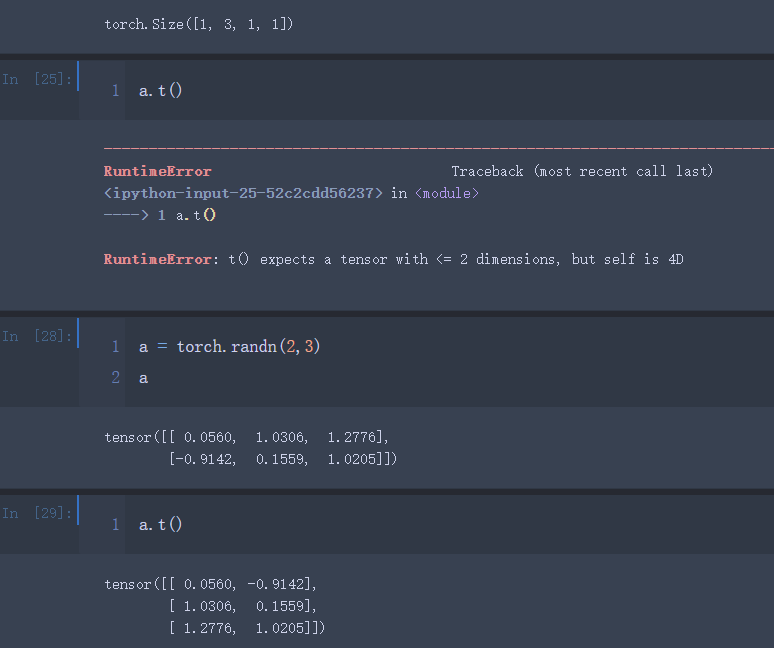 torch.Size([1, 3, 1, 1])
In [25]:
1 a.t()
---------------------------------------------------------------------------
RuntimeError Traceback (most recent call last)
<ipython-input-25-52c2cdd56237> in <module>
----> 1 a.t()
RuntimeError: t() expects a tensor with <= 2 dimensions, but self is 4D
In [28]:
1 a = torch.randn(2,3)
2 a
tensor([[ 0.0560, 1.0306, 1.2776],
[-0.9142, 0.1559, 1.0205]])
In [29]:
1 a.t()
tensor([[ 0.0560, -0.9142],
[ 1.0306, 0.1559],
[ 1.2776, 1.0205]])